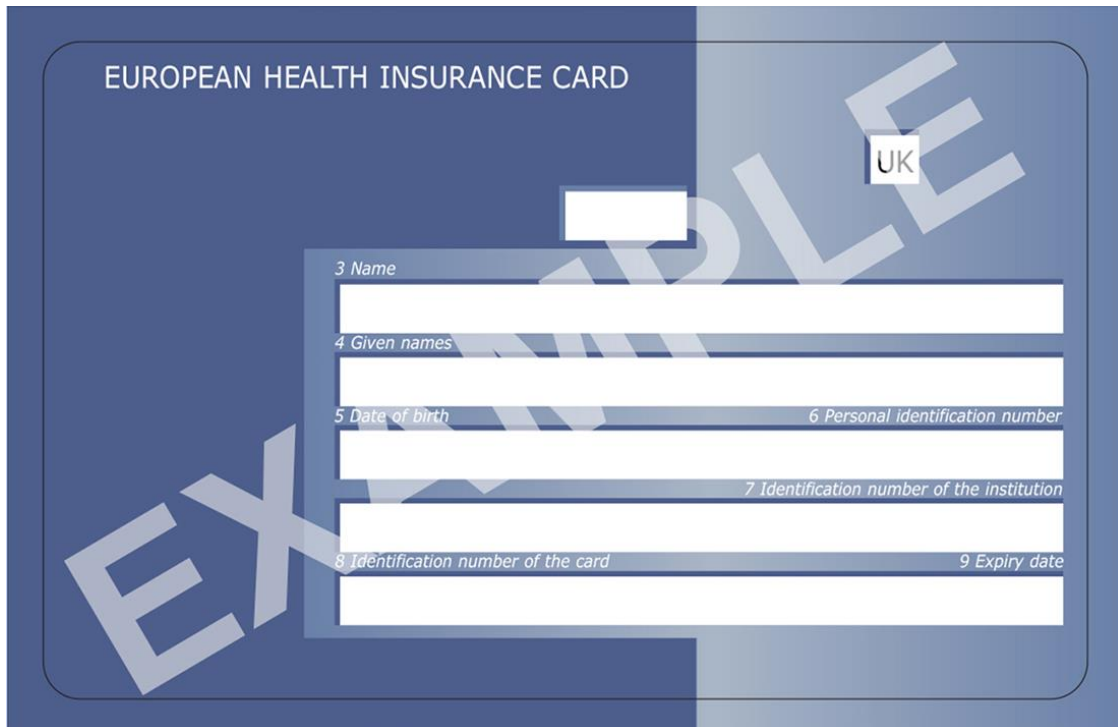 EUROPEAN HEALTH INSURANCE CARD
UK
3 Name
4 Given names
5 Date of birth 6 Personal identification number
7 Identification number of the institution
8 Identification number of the card 9 Expiry date
EXAMPLE